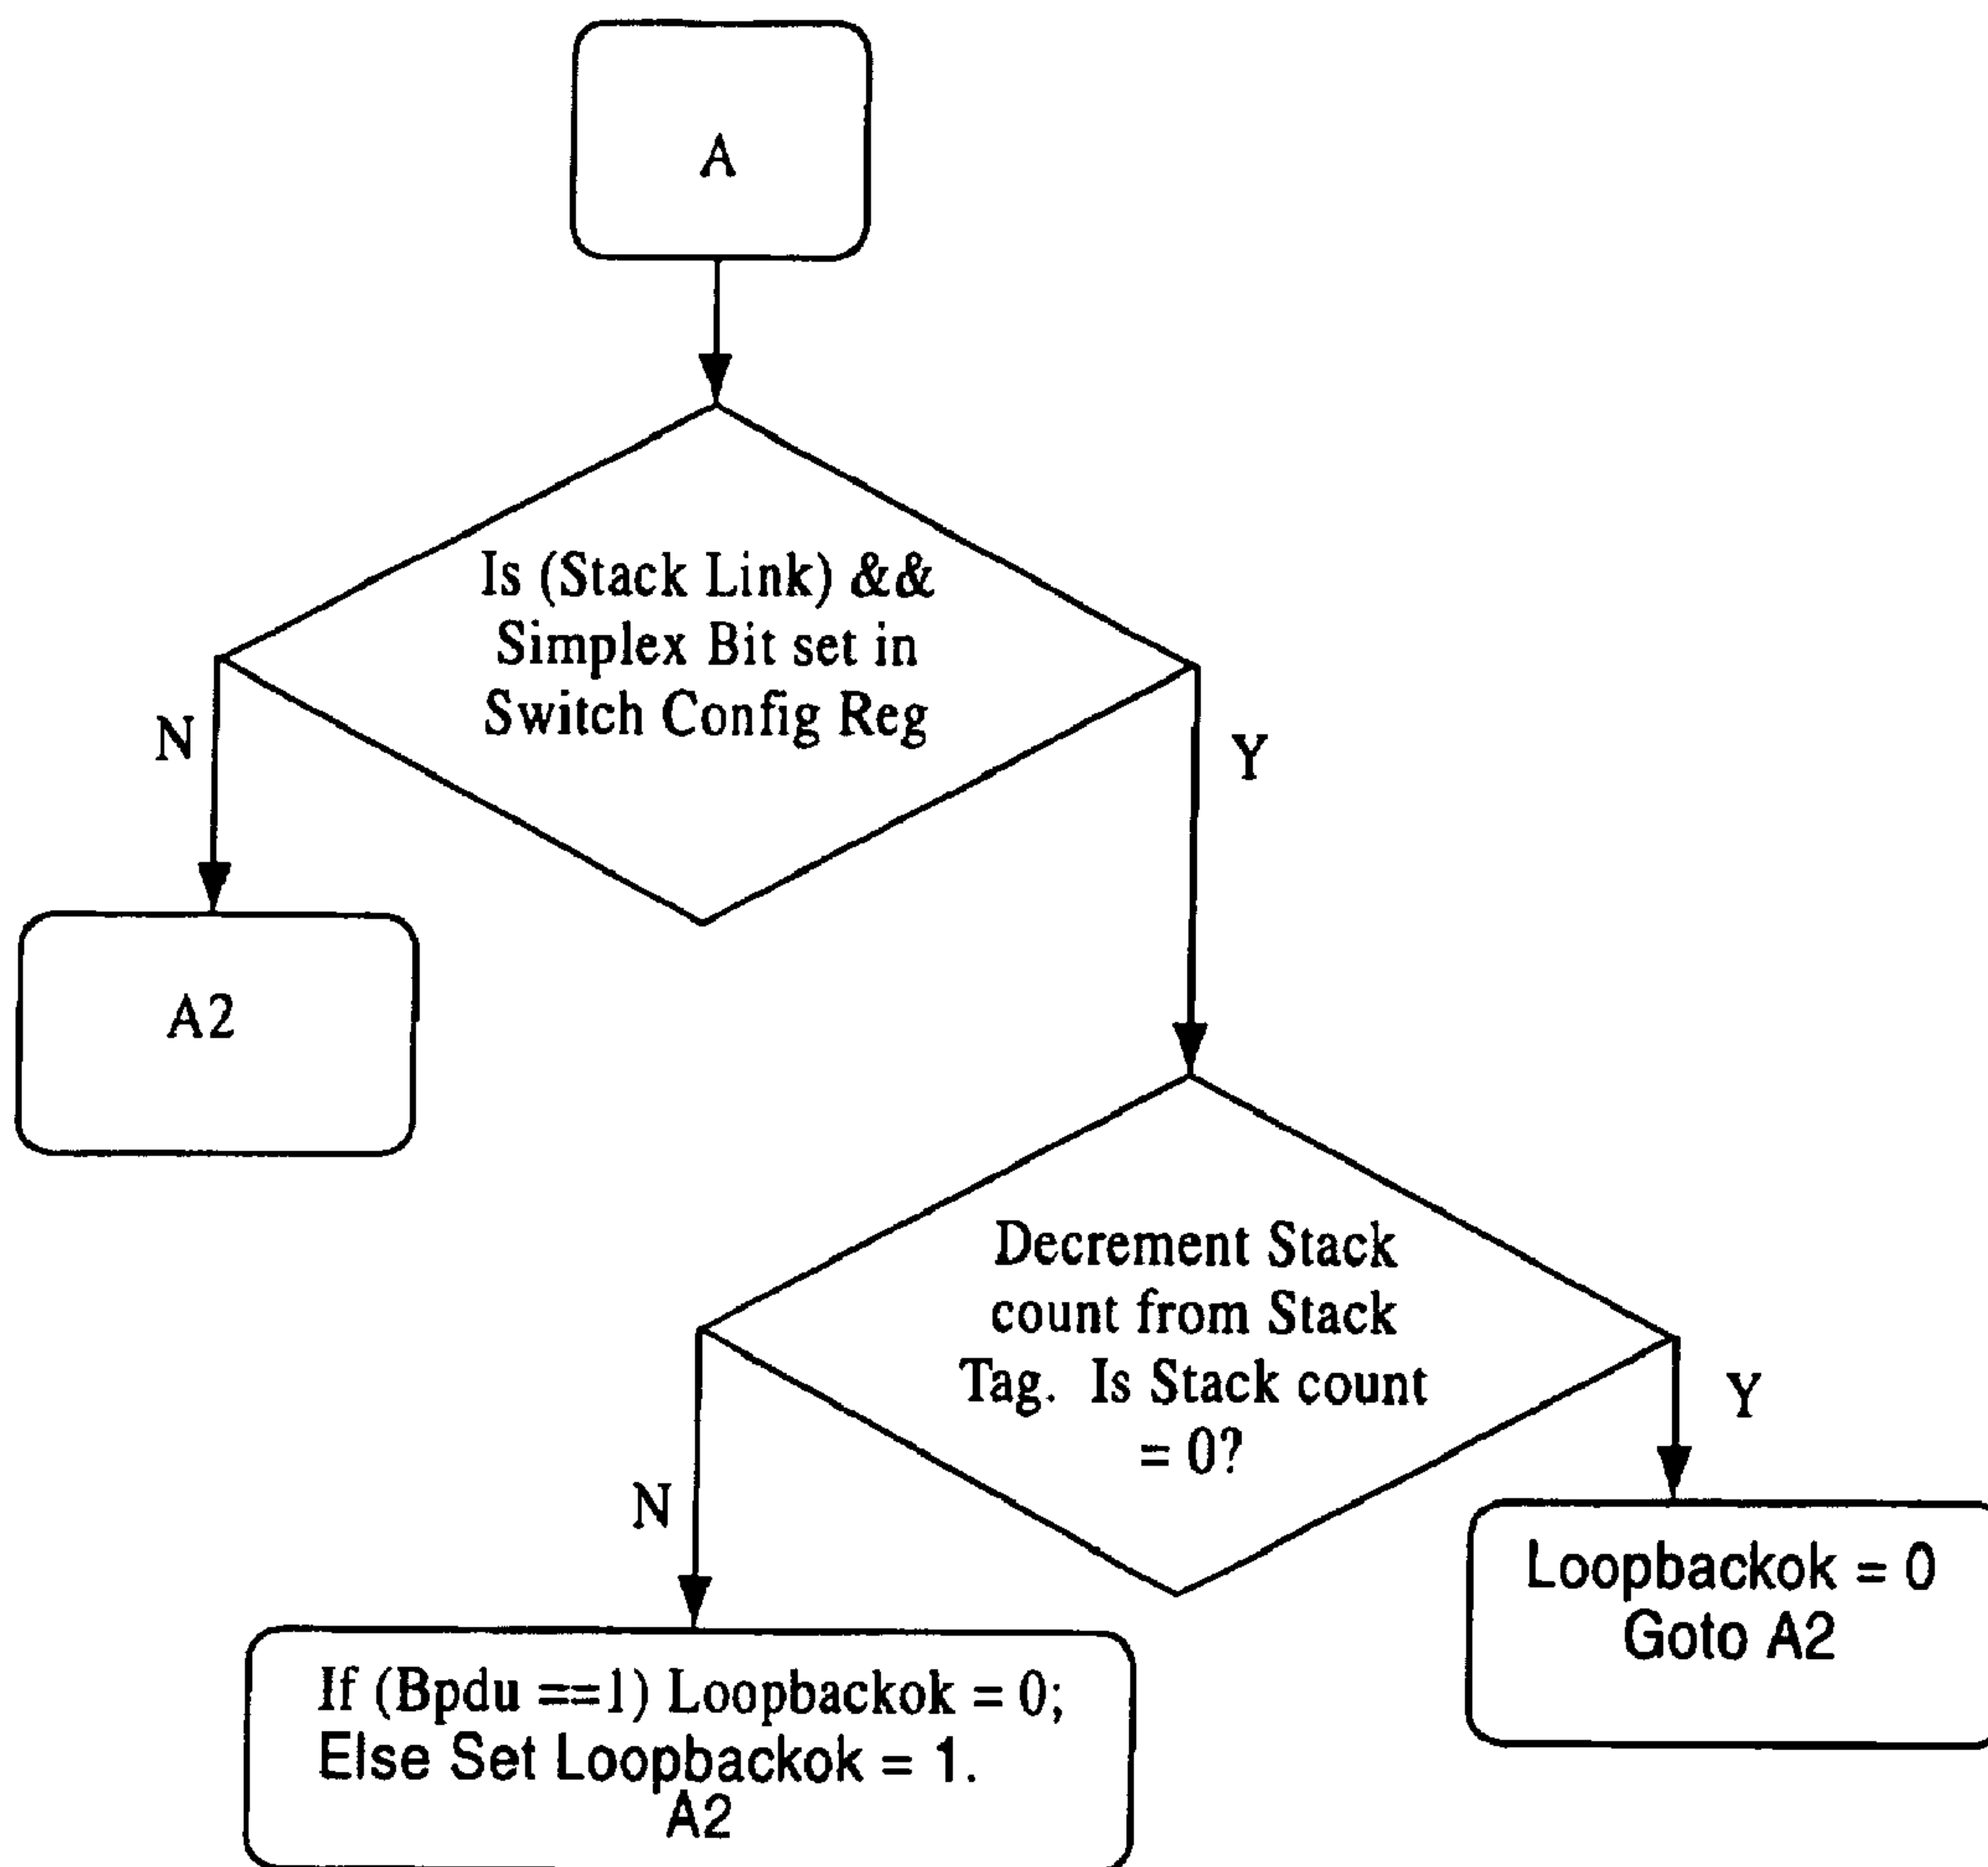 A
Is (Stack Link) &&
Simplex Bit set in
Switch Config Reg
N
Y
A2
Decrement Stack
count from Stack
Tag. Is Stack count
= 0?
N
Y
Loopbackok = 0
Goto A2
If (Bpdu ==1) Loopbackok = 0;
Else Set Loopbackok = 1.
A2